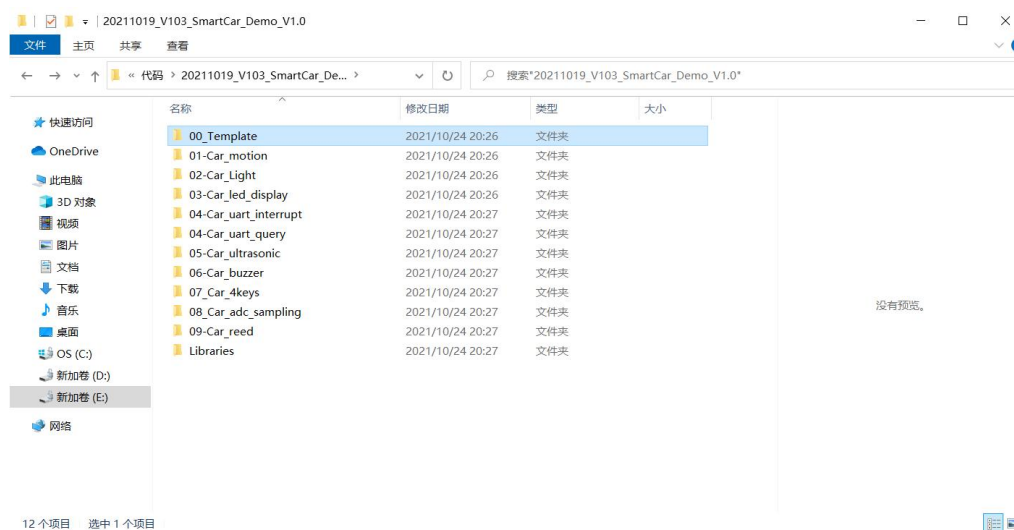 20211019_V103_SmartCar_Demo_V1.0
文件 主页 共享 查看
« 代码 > 20211019_V103_SmartCar_De... >
搜索"20211019_V103_SmartCar_Demo_V1.0"
名称 修改日期 类型 大小
快速访问
OneDrive
此电脑
3D 对象
视频
图片
文档
下载
音乐
桌面
OS (C:)
新加卷 (D:)
新加卷 (E:)
网络
00_Template 2021/10/24 20:26 文件夹
01-Car_motion 2021/10/24 20:26 文件夹
02-Car_Light 2021/10/24 20:26 文件夹
03-Car_led_display 2021/10/24 20:26 文件夹
04-Car_uart_interrupt 2021/10/24 20:27 文件夹
04-Car_uart_query 2021/10/24 20:27 文件夹
05-Car_ultrasonic 2021/10/24 20:27 文件夹
06-Car_buzzer 2021/10/24 20:27 文件夹
07_Car_4keys 2021/10/24 20:27 文件夹
08_Car_adc_sampling 2021/10/24 20:27 文件夹
09-Car_reed 2021/10/24 20:27 文件夹
Libraries 2021/10/24 20:27 文件夹
没有预览。
12 个项目 选中 1 个项目